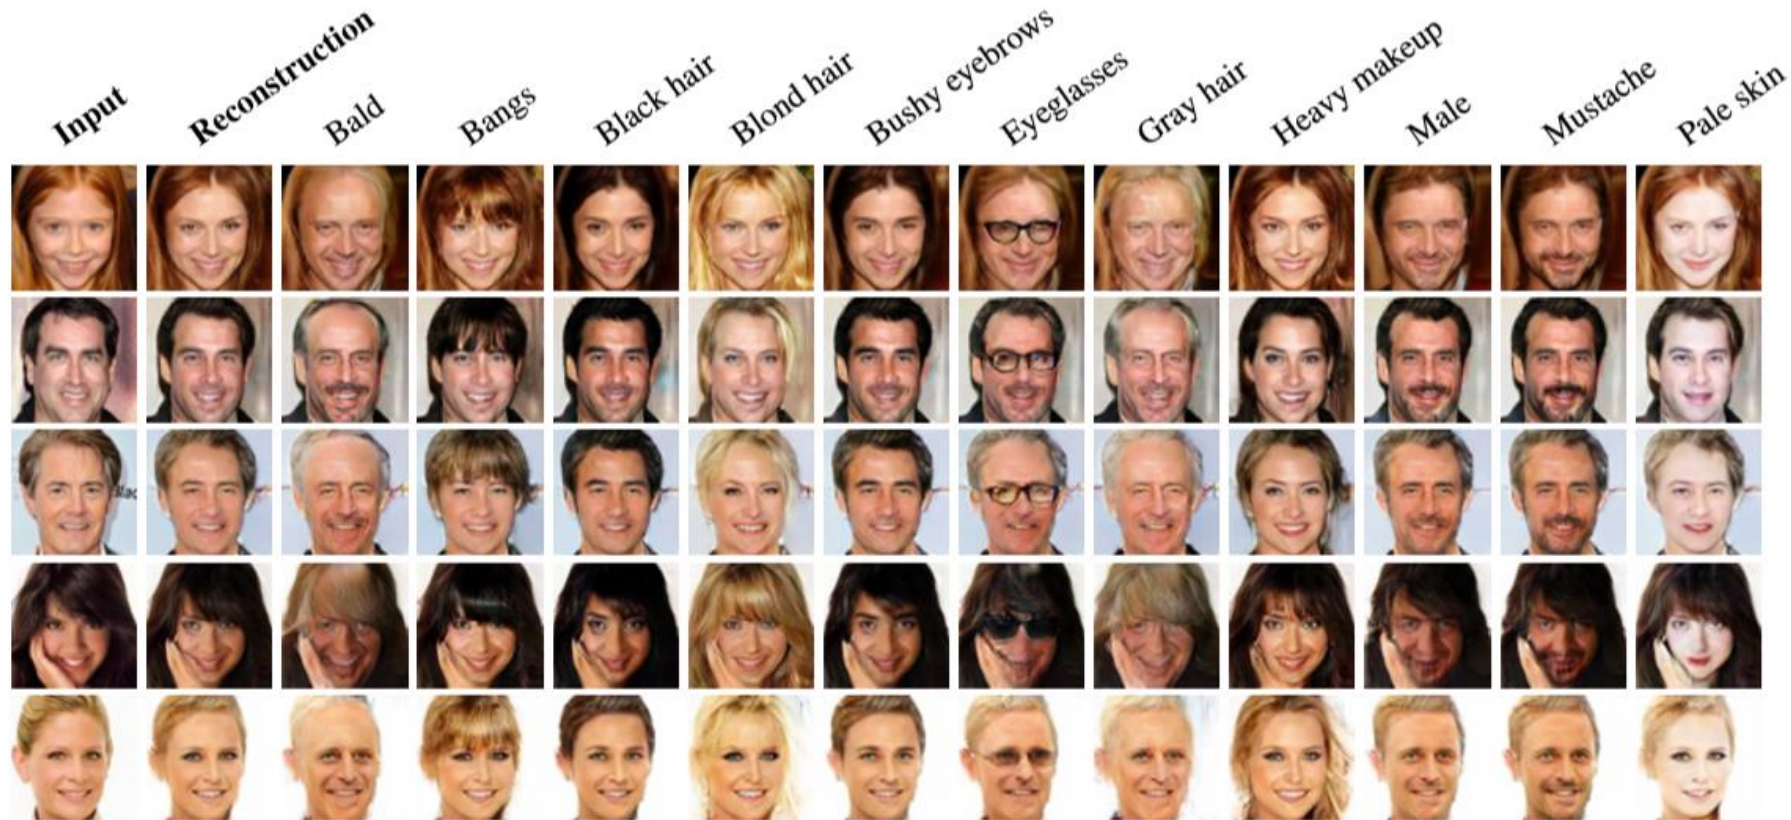 Input
Reconstruction
Bald
Bangs
Black hair
Blond hair
Bushy eyebrows
Eyeglasses
Gray hair
Heavy makeup
Male
Mustache
Pale skin